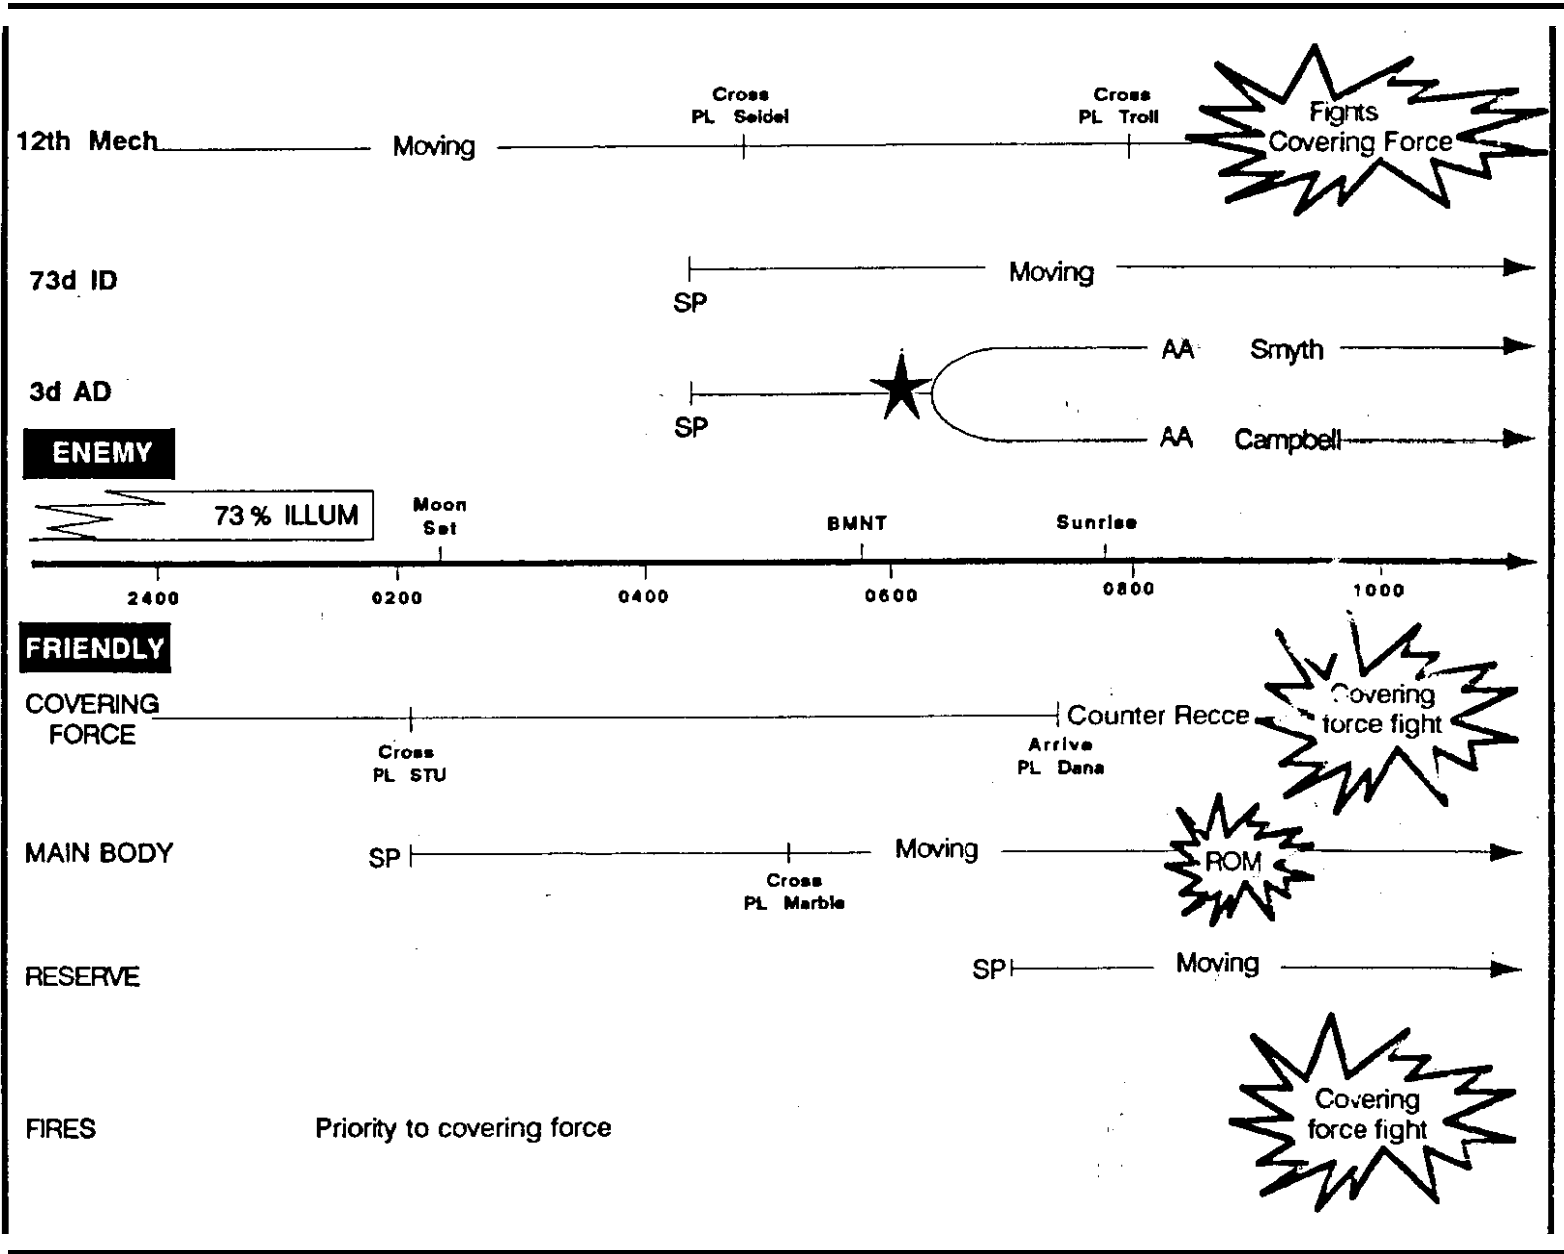 Cross Cross
PL Seidel PL Troll
Fights
12th Mech Moving Covering Force
73d ID Moving
SP
AA Smyth
3d AD
SP
AA Campbell
ENEMY
73% ILLUM
Moon
Set
BMNT Sunrise
2400 0200 0400 0600 0800 1000
FRIENDLY
COVERING
FORCE
Cross
PL STU
Counter Recce
Arrive
PL Dana
Covering
force fight
MAIN BODY SP Moving ROM
Cross
PL Marble
RESERVE SP Moving
FIRES Priority to covering force
Covering
force fight